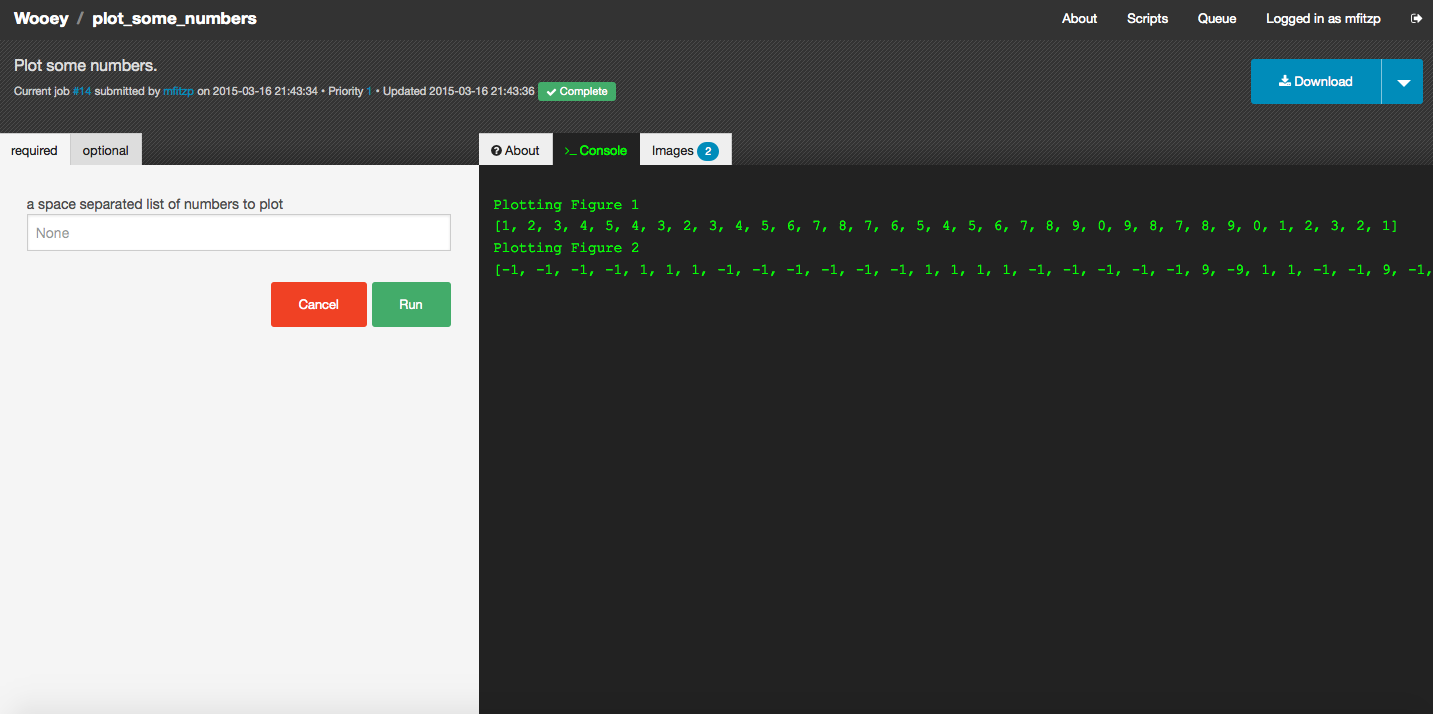 Wooey / plot_some_numbers
About Scripts Queue Logged in as mfitzp
Plot some numbers.
Current job #14 submitted by mfitzp on 2015-03-16 21:43:34 • Priority 1 • Updated 2015-03-16 21:43:36 Complete
Download
required optional
About >_ Console Images 2
a space separated list of numbers to plot
None
Cancel Run
Plotting Figure 1
[1, 2, 3, 4, 5, 4, 3, 2, 3, 4, 5, 6, 7, 8, 7, 6, 5, 4, 5, 6, 7, 8, 9, 0, 9, 8, 7, 8, 9, 0, 1, 2, 3, 2, 1]
Plotting Figure 2
[-1, -1, -1, -1, 1, 1, 1, -1, -1, -1, -1, -1, -1, 1, 1, 1, 1, -1, -1, -1, -1, -1, 9, -9, 1, 1, -1, -1, 9, -1,